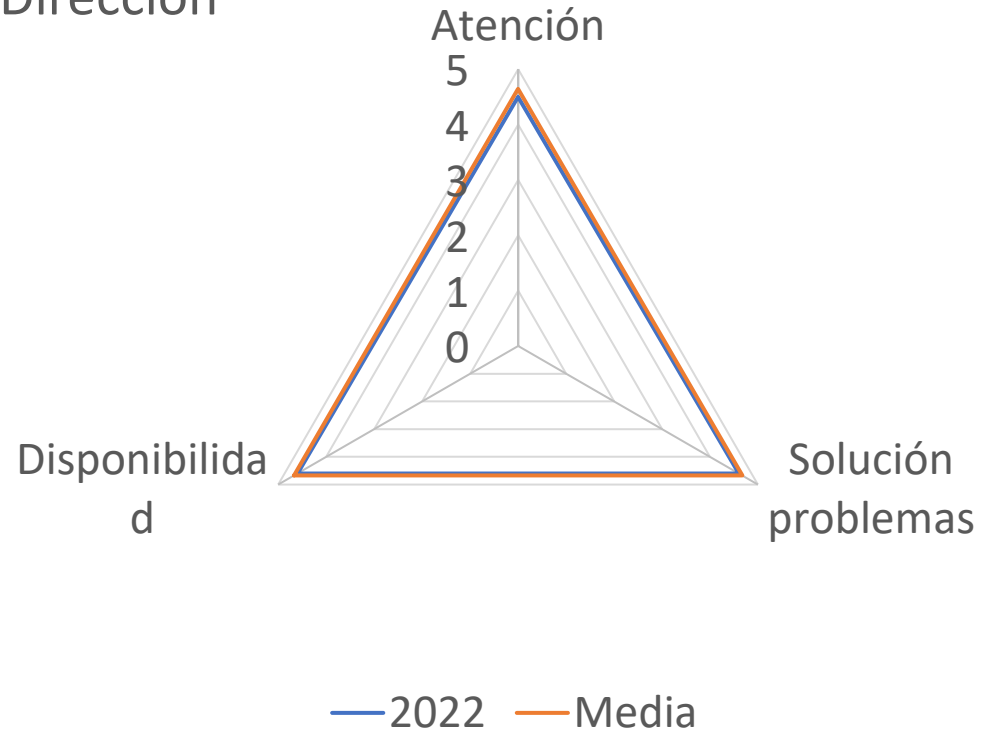 Dirección
Atención
5
4
3
2
1
0
Disponibilida
d
Solución
problemas
2022
Media